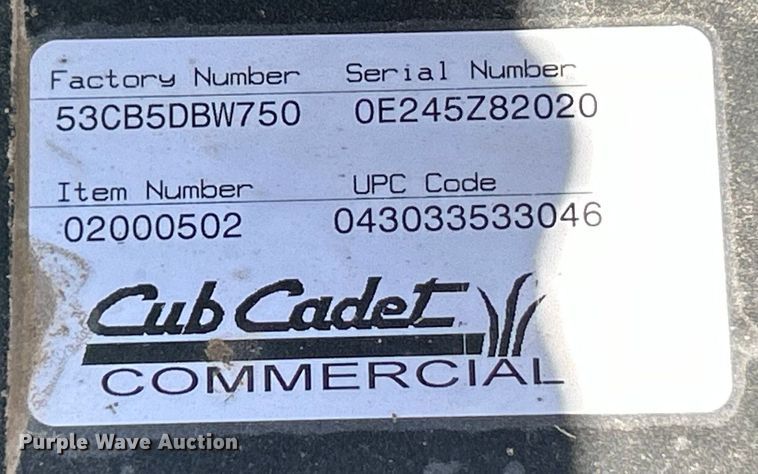 Factory Number Serial Number
53CB5DBW750 0E245Z82020
Item Number UPC Code
02000502 043033533046
Cub Cadet
COMMERCIAL
Purple Wave Auction